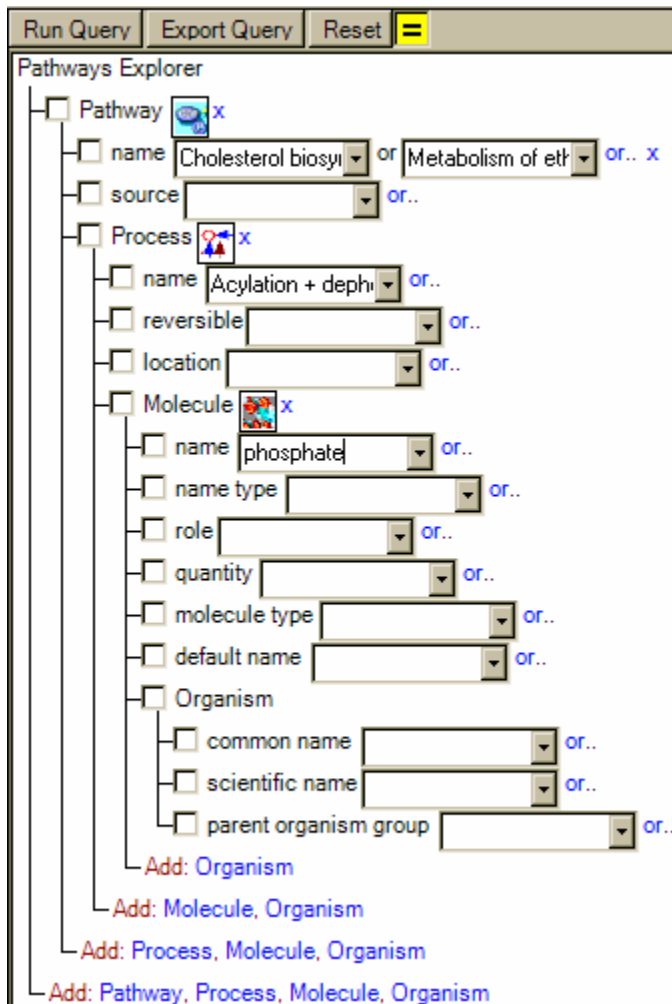 Run Query Export Query Reset =
Pathways Explorer
Pathway x
name Cholesterol biosy or Metabolism of eth or.. x
source or..
Process x
name Acylation + deph or..
reversible or..
location or..
Molecule x
name phosphate or..
name type or..
role or..
quantity or..
molecule type or..
default name or..
Organism
common name or..
scientific name or..
parent organism group or..
Add: Organism
Add: Molecule, Organism
Add: Process, Molecule, Organism
Add: Pathway, Process, Molecule, Organism